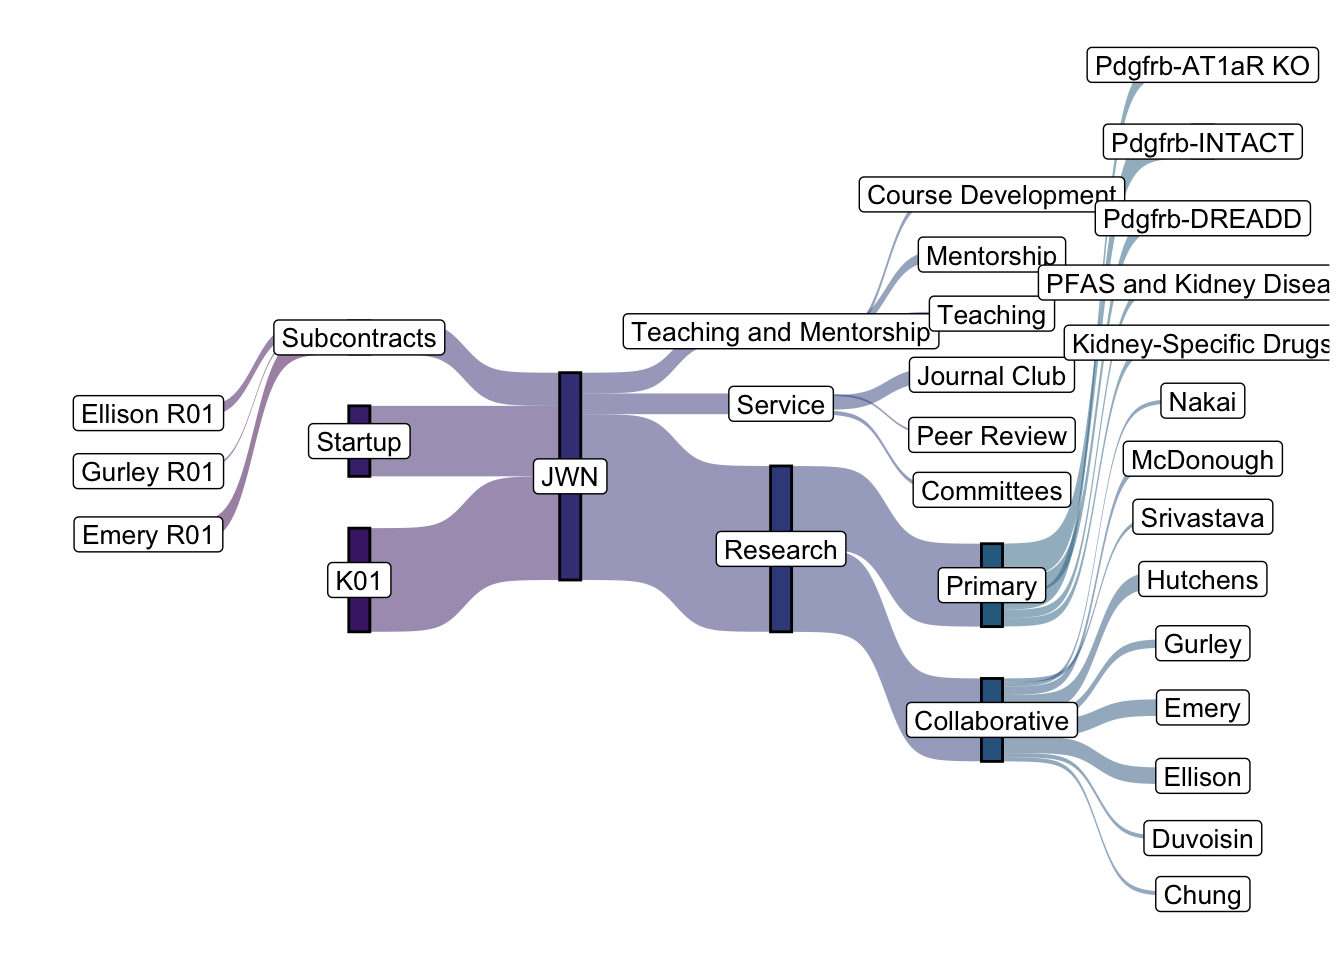 Pdgfrb-AT1aR KO
Pdgfrb-INTACT
Course Development
Pdgfrb-DREADD
Mentorship
PFAS and Kidney Disea
Teaching
Teaching and Mentorship
Subcontracts
Kidney-Specific Drugs
Journal Club
Nakai
Service
Ellison R01
Startup
Peer Review
McDonough
Gurley R01
JWN
Committees
Srivastava
Emery R01
Research
K01
Primary
Hutchens
Gurley
Emery
Collaborative
Ellison
Duvoisin
Chung